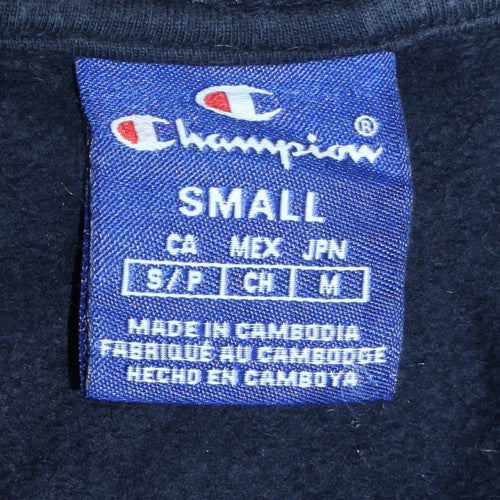 Champion®
SMALL
CA MEX JPN
S/P CH M
MADE IN CAMBODIA
FABRIQUÉ AU CAMBODGE
HECHO EN CAMBOYA